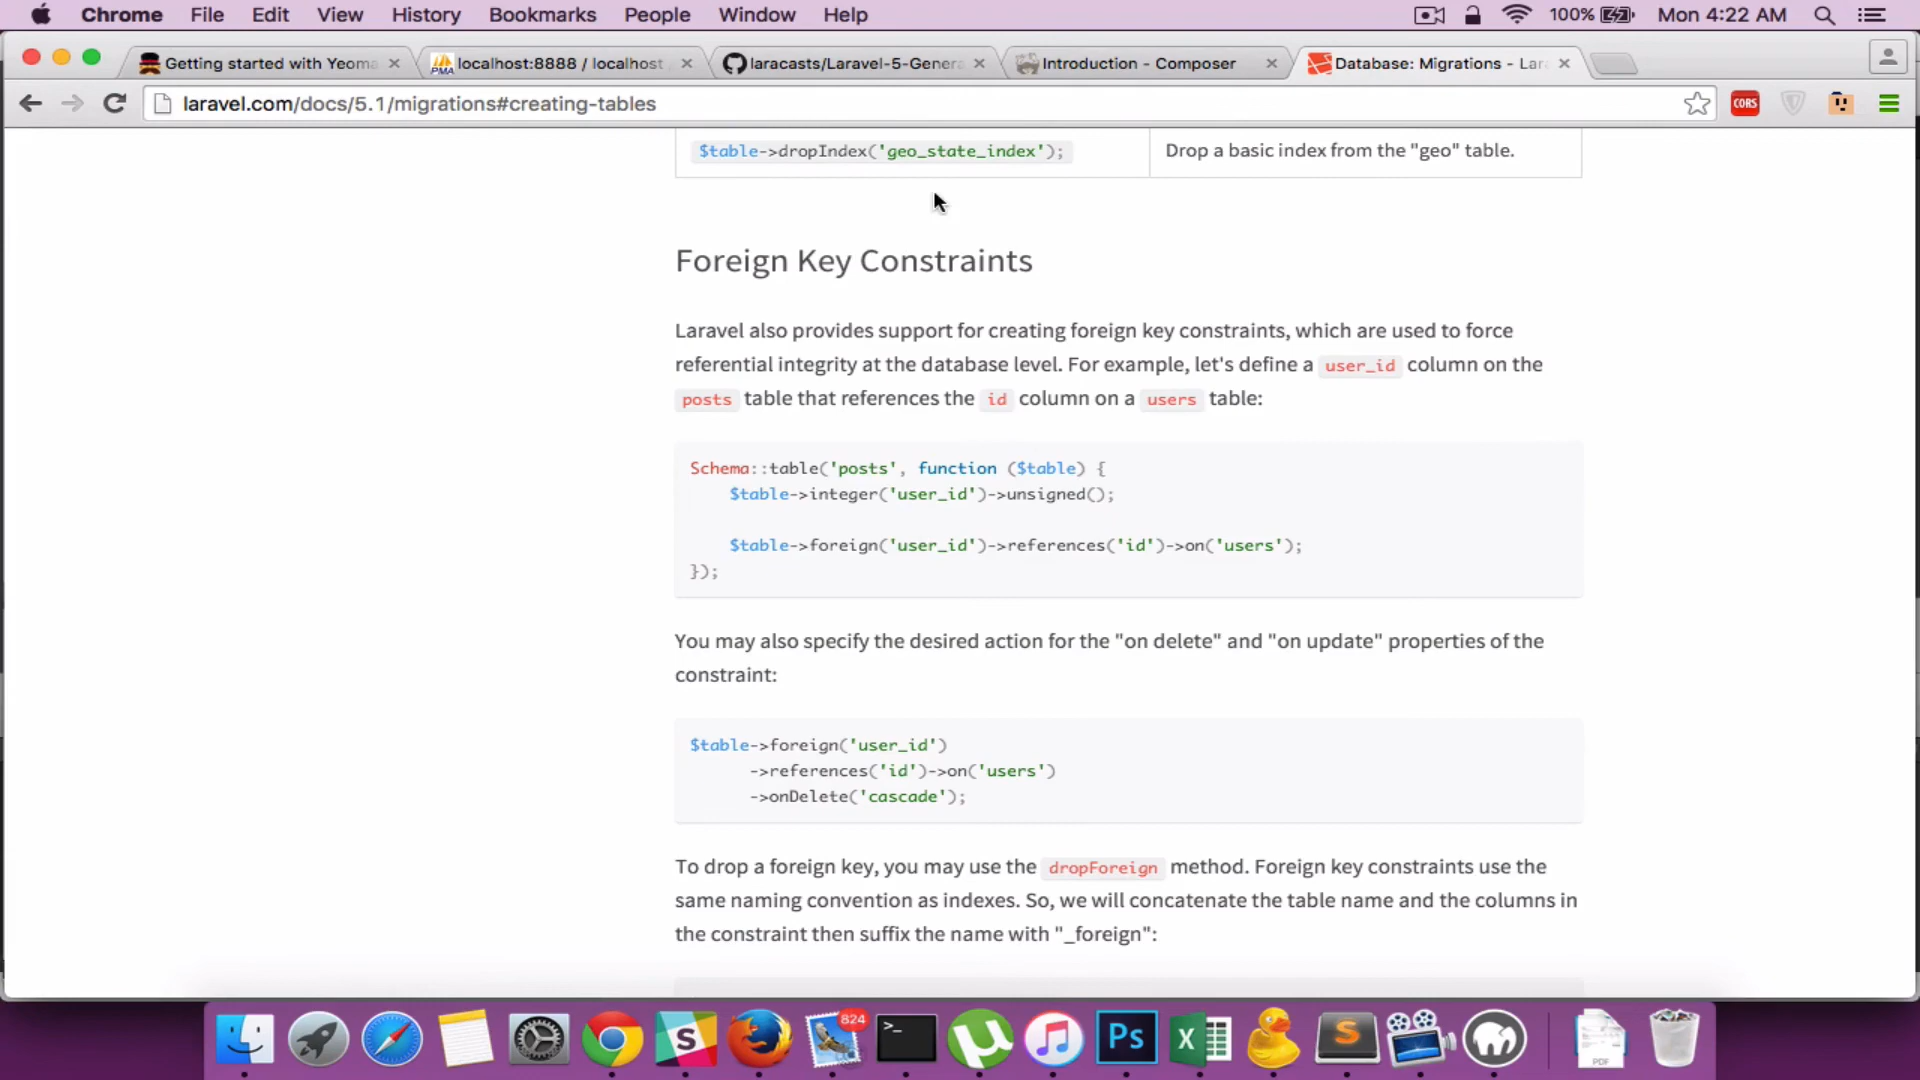 Chrome File Edit View History Bookmarks People Window Help 100% Mon 4:22 AM
Getting started with Yeoma localhost:8888 / localhost laracasts/Laravel-5-Genera Introduction - Composer Database: Migrations - Lar
laravel.com/docs/5.1/migrations#creating-tables CORS
$table->dropIndex('geo_state_index'); Drop a basic index from the "geo" table.
Foreign Key Constraints
Laravel also provides support for creating foreign key constraints, which are used to force
referential integrity at the database level. For example, let's define a user_id column on the
posts table that references the id column on a users table:
Schema::table('posts', function ($table) {
$table->integer('user_id')->unsigned();
$table->foreign('user_id')->references('id')->on('users');
});
You may also specify the desired action for the "on delete" and "on update" properties of the
constraint:
$table->foreign('user_id')
->references('id')->on('users')
->onDelete('cascade');
To drop a foreign key, you may use the dropForeign method. Foreign key constraints use the
same naming convention as indexes. So, we will concatenate the table name and the columns in
the constraint then suffix the name with "_foreign":
824
Ps
PDF